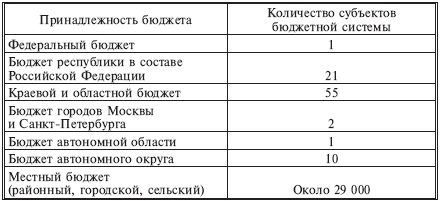 Принадлежность бюджета
Количество субъектов
бюджетной системы
Федеральный бюджет
1
Бюджет республики в составе
Российской Федерации
21
Краевой и областной бюджет
55
Бюджет городов Москвы
и Санкт-Петербурга
2
Бюджет автономной области
1
Бюджет автономного округа
10
Местный бюджет
(районный, городской, сельский)
Около 29 000